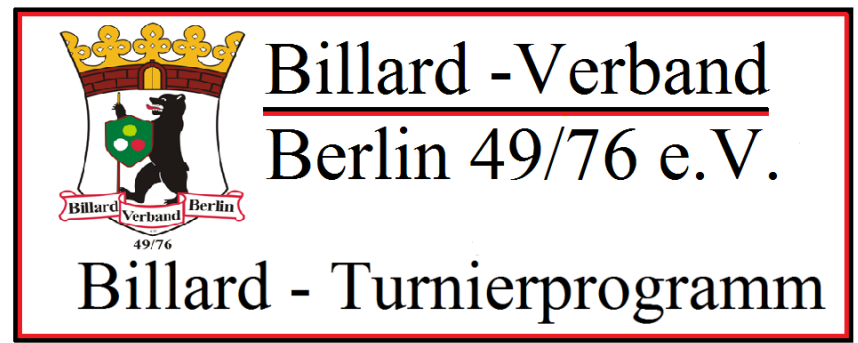 Billard -Verband
Berlin 49/76 e.V.
Billard Verband Berlin
49/76
Billard - Turnierprogramm